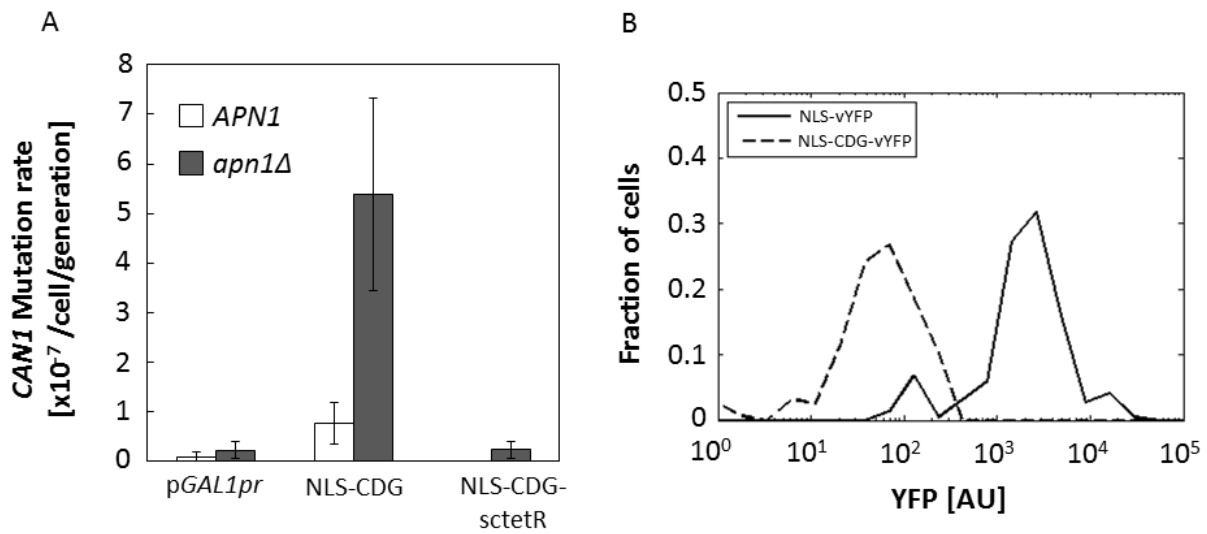 A
CAN1 Mutation rate
[x10⁻⁷ /cell/generation]
8
7
6
5
4
3
2
1
0
APN1
apn1Δ
pGAL1pr
NLS-CDG
NLS-CDG-
sctetR
B
Fraction of cells
0.5
0.4
0.3
0.2
0.1
0
NLS-vYFP
NLS-CDG-vYFP
10⁰
10¹
10²
10³
10⁴
10⁵
YFP [AU]